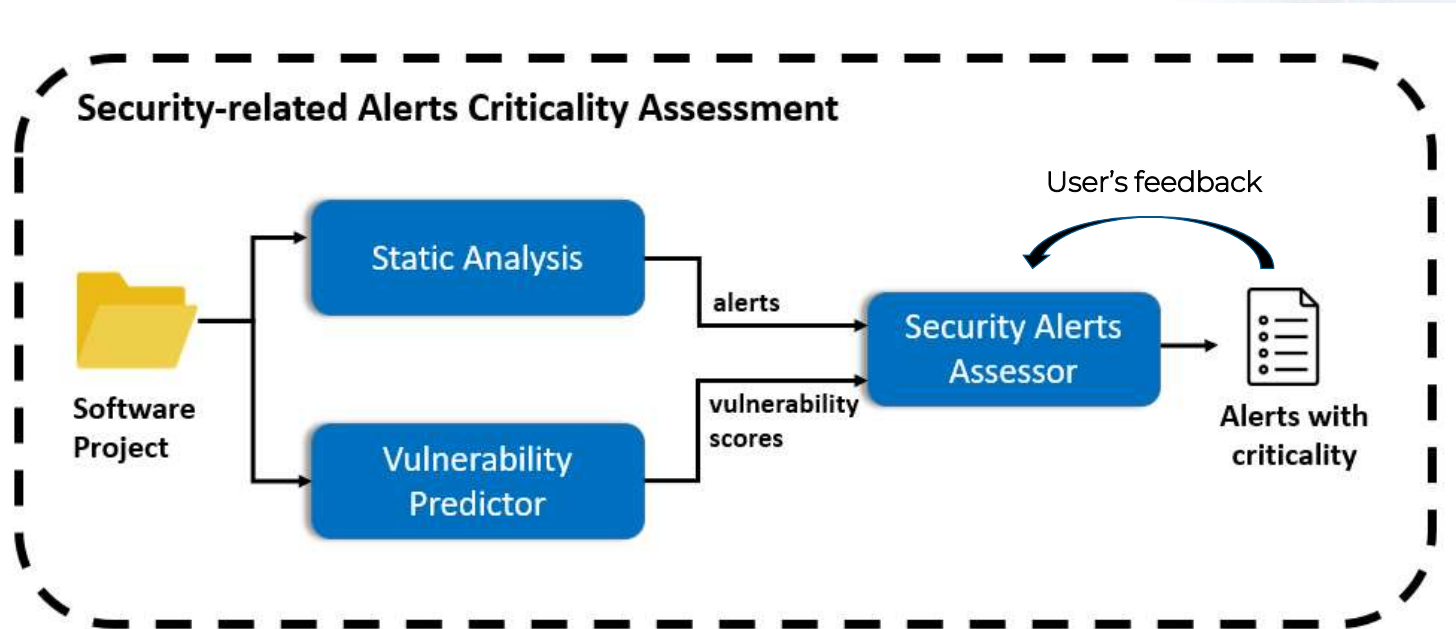 Security-related Alerts Criticality Assessment
User's feedback
Static Analysis
alerts
Security Alerts
Assessor
Software
Project
vulnerability
scores
Vulnerability
Predictor
Alerts with
criticality